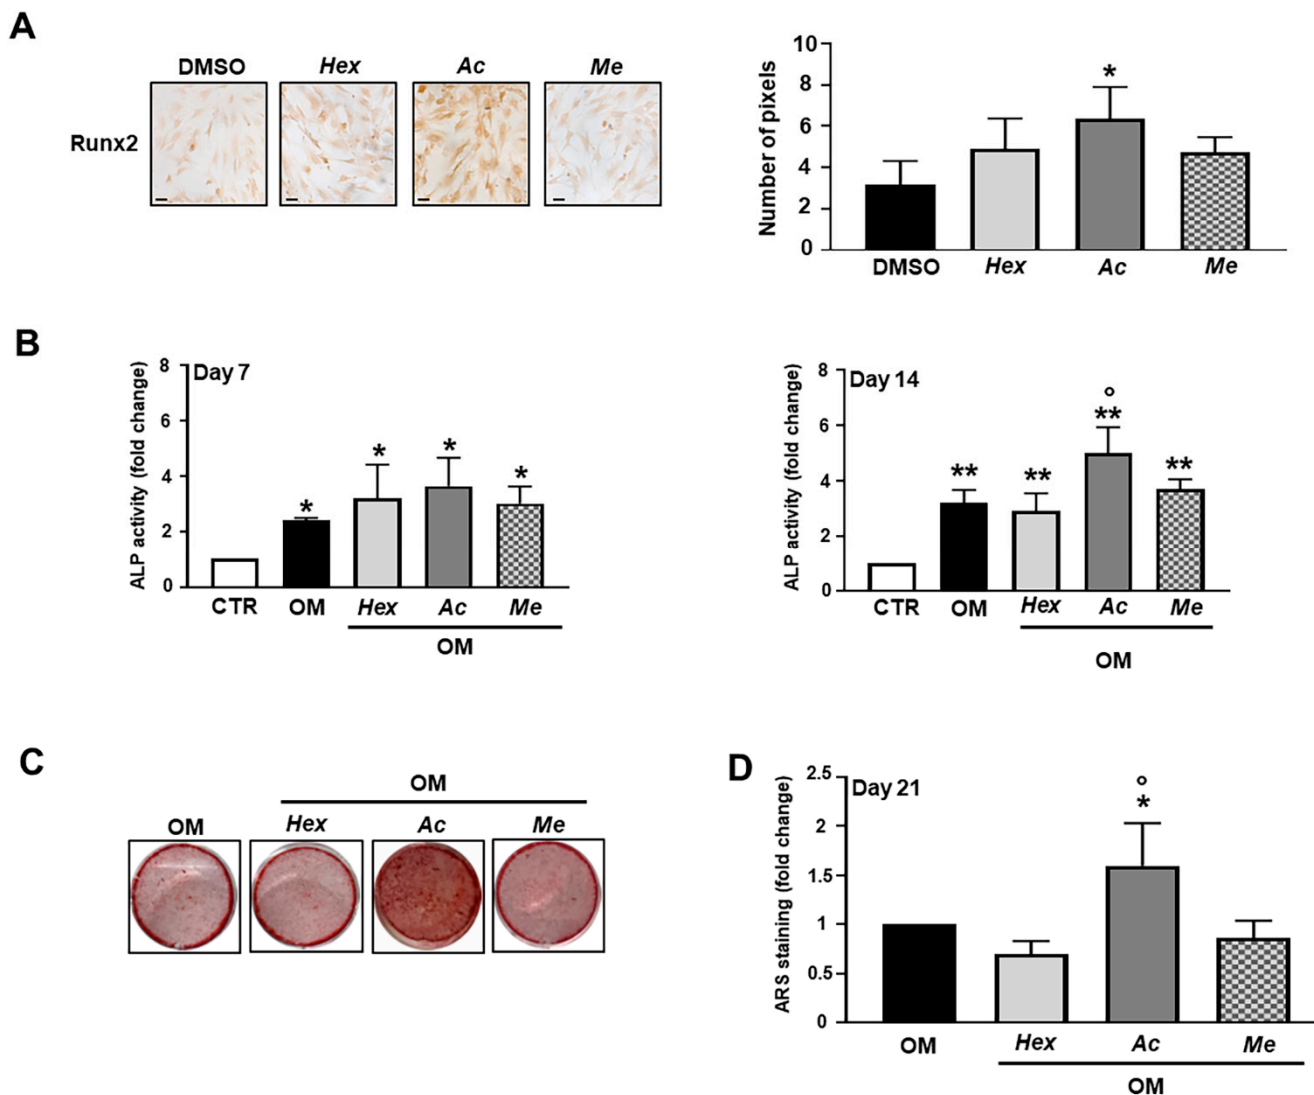 A
DMSO Hex Ac Me
Runx2
Number of pixels
10
8
6
4
2
0
*
DMSO Hex Ac Me
B
ALP activity (fold change)
8
6
4
2
0
Day 7
* * * *
CTR OM Hex Ac Me
OM
ALP activity (fold change)
8
6
4
2
0
Day 14
°
** ** ** **
CTR OM Hex Ac Me
OM
C
OM
OM Hex Ac Me
D
ARS staining (fold change)
2.5
2
1.5
1
0.5
0
Day 21
°
*
OM Hex Ac Me
OM